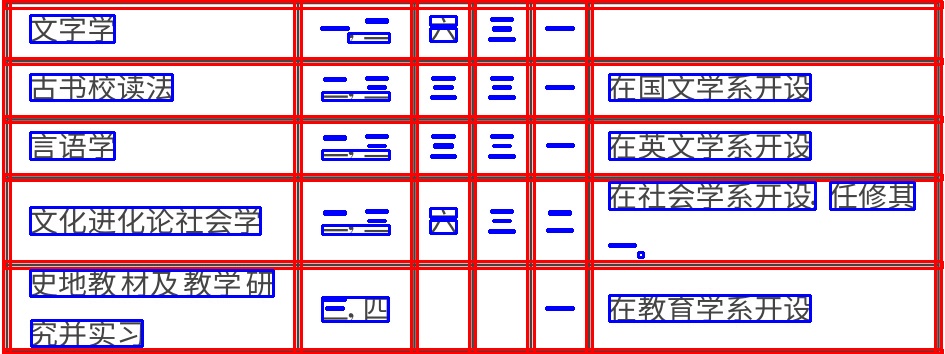 文字学 一,二 六 三 一
古书校读法 二,三 三 三 一 在国文学系开设
言语学 二,三 三 三 一 在英文学系开设
文化进化论社会学 二,三 六 三 二 在社会学系开设,任修其
一。
史地教材及教学研
究并实习 三,四 一 在教育学系开设